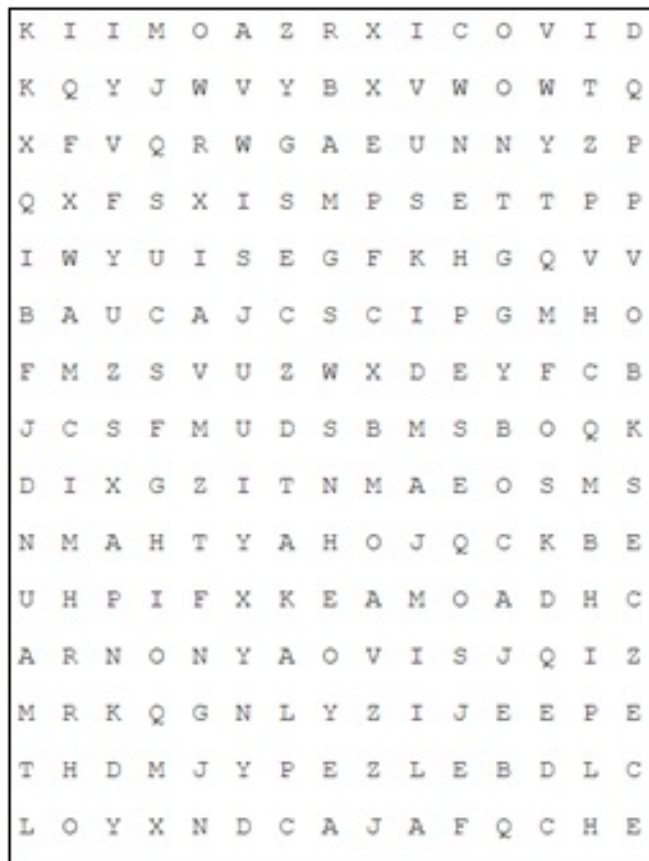 K I I M O A Z R X I C O V I D
K Q Y J W V Y B X V W O W T Q
X F V Q R W G A E U N N Y Z P
Q X F S X I S M P S E T T P P
I W Y U I S E G F K H G Q V V
B A U C A J C S C I P G M H O
F M Z S V U Z W X D E Y F C B
J C S F M U D S B M S B O Q K
D I X G Z I T N M A E O S M S
N M A H T Y A H O J Q C K B E
U H P I F X K E A M O A D H C
A R N O N Y A O V I S J Q I Z
M R K Q G N L Y Z I J E E P E
T H D M J Y P E Z L E B D L C
L O Y X N D C A J A F Q C H E